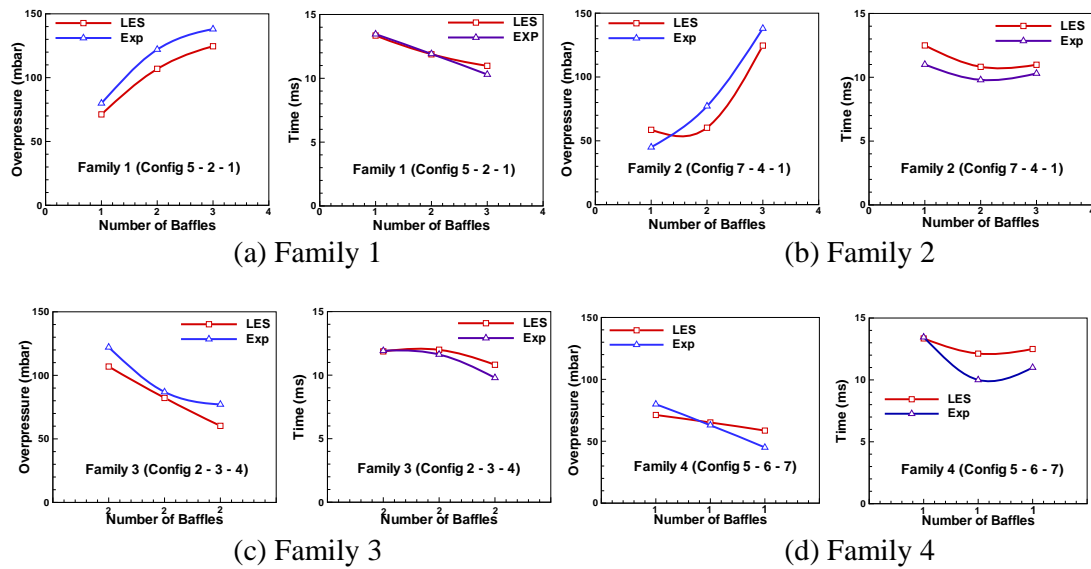 150
100
50
0
Overpressure (mbar)
LES
Exp
Family 1 (Config 5 - 2 - 1)
0 1 2 3 4
Number of Baffles
15
10
5
0
Time (ms)
LES
EXP
Family 1 (Config 5 - 2 - 1)
0 1 2 3 4
Number of Baffles
(a) Family 1
150
100
50
0
Overpressure (mbar)
LES
Exp
Family 2 (Config 7 - 4 - 1)
0 1 2 3 4
Number of Baffles
15
10
5
0
Time (ms)
LES
EXP
Family 2 (Config 7 - 4 - 1)
0 1 2 3 4
Number of Baffles
(b) Family 2
150
100
50
0
Overpressure (mbar)
LES
Exp
Family 3 (Config 2 - 3 - 4)
2 2 2
Number of Baffles
15
10
5
0
Time (ms)
LES
Exp
Family 3 (Config 2 - 3 - 4)
2 2 2
Number of Baffles
(c) Family 3
150
100
50
0
Overpressure (mbar)
LES
Exp
Family 4 (Config 5 - 6 - 7)
1 1 1
Number of Baffles
15
10
5
0
Time (ms)
LES
Exp
Family 4 (Config 5 - 6 - 7)
1 1 1
Number of Baffles
(d) Family 4